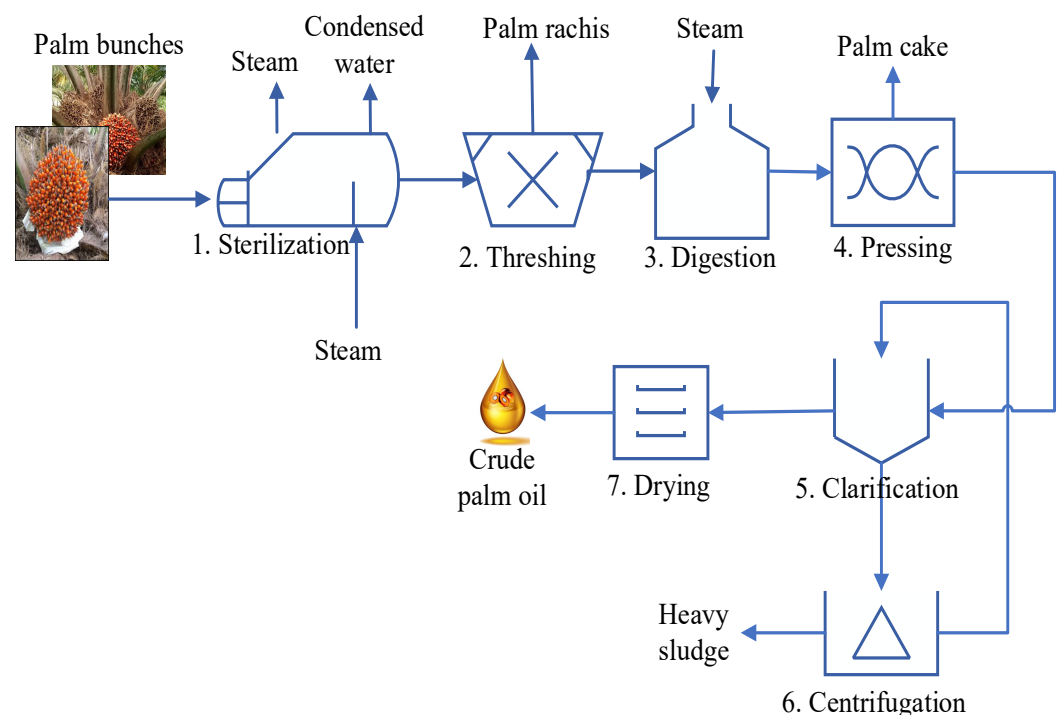 Palm bunches
Steam
Condensed
water
Palm rachis
Steam
Palm cake
1. Sterilization
2. Threshing
3. Digestion
4. Pressing
Steam
Crude
palm oil
7. Drying
5. Clarification
Heavy
sludge
6. Centrifugation